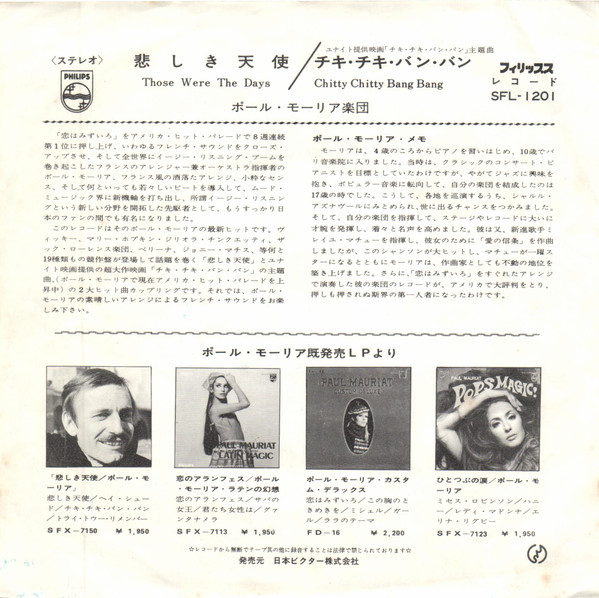 〈ステレオ〉
PHILIPS
悲しき天使
Those Were The Days
ユナイト提供映画「チキ・チキ・バン・バン」主題曲
チキ・チキ・バン・バン
Chitty Chitty Bang Bang
ポール・モーリア楽団
フィリップス
レコード
SFL-1201
「恋はみずいろ」をアメリカ・ヒット・パレードで8週連続
第1位に押し上げ、いわゆるフレンチ・サウンドをクローズ・
アップさせ、そして全世界にイージー・リスニング・ブームを
巻き起こしたフランスのアレンジャー兼オーケストラ指揮者の
ポール・モーリア、フランス風の洒落たアレンジ、小粋なセン
ス、そして何といっても若々しいビートを導入して、ムード・
ミュージック界に新機軸を打ち出し、所謂イージー・リスニン
グという新しい分野を開拓した先駆者として、もうすっかり日
本のファンの間でも有名になりました。
このレコードはそのポール・モーリアの最新ヒットです。ヴ
ィッキー、マリー・ホプキン・ジリオラ・チンクエッティ、ザ
ック・ローレンス楽団、ベリーナ、ジョニー・マチス、等何と
19種類もの競作盤が登場して話題を巻く「悲しき天使」とユナ
イト映画提供の超大作映画「チキ・チキ・バン・バン」の主題
曲、(ポール・モーリアで現在アメリカ・ヒット・パレードを上
昇中)の2大ヒット曲カップリングです。それでは、ポール・
モーリアの素晴しいアレンジによるフレンチ・サウンドをお楽
しみ下さい。
ポール・モーリア・メモ
モーリアは、4歳のころからピアノを習いはじめ、10歳でパ
リ音楽院に入りました。当時は、クラシックのコンサート・ピ
アニストを目標としていたわけですが、やがてジャズに興味を
抱き、ポピュラー音楽に転向して、自分の楽団を結成したのは
17歳の時でした。こうして、各地を巡演するうち、シャルル・
アズナヴールにみとめられ、世に出るチャンスをつかみました。
そして、自分の楽団を指揮して、ステージやレコードに大いに
才腕を発揮し、着々と名声を高めました。彼は又、新進歌手ミ
レイユ・マチューを指揮し、彼女のために「愛の信条」を作曲
しましたが、このシャンソンが大ヒットし、マチューが一躍ス
ターになるとともにモーリアは、作曲家としても不動の地位を
築き上げました。さらに、「恋はみずいろ」をすぐれたアレンジ
で演奏した彼の楽団のレコードが、アメリカで大評判をとり、
押しも押されぬ斯界の第一人者になったわけです。
ポール・モーリア既発売LPより
PAUL MAURIAT
LATIN MAGIC
PAUL MAURIAT
PAUL MAURIAT
POPS MAGIC!
「悲しき天使/ポール・モ
ーリア」
悲しき天使/ヘイ・ジュー
ド/チキ・チキ・バン・バン
/トライ・トウー・リメンバー
SFX-7150 ¥1,950
恋のアランフェス/ポール
・モーリア・ラテンの幻想
恋のアランフェス/サバの
女王/君たち女性は/グァ
ンタナメラ
SFX-7113 ¥1,950
ポール・モーリア・カスタ
ム・デラックス
恋はみずいろ/この胸のと
きめきを/ミシェル/ガー
ル/ララのテーマ
FD-16 ¥2,200
ひとつぶの涙/ポール・モ
ーリア
ミセス・ロビンソン/ハニ
ー/レディ・マドンナ/エ
リナ・リグビー
SFX-7123 ¥1,950
☆レコードから無断でテープ其の他に録音することは法律で禁じられております☆
発売元 日本ビクター株式会社